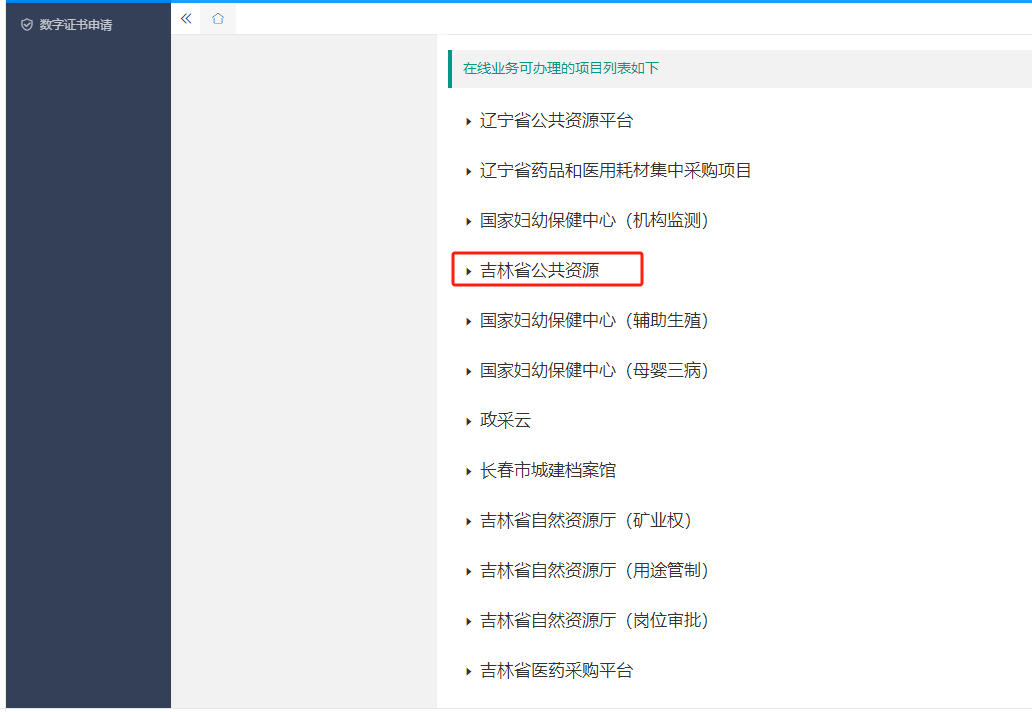 数字证书申请
在线业务可办理的项目列表如下
辽宁省公共资源平台
辽宁省药品和医用耗材集中采购项目
国家妇幼保健中心（机构监测）
吉林省公共资源
国家妇幼保健中心（辅助生殖）
国家妇幼保健中心（母婴三病）
政采云
长春市城建档案馆
吉林省自然资源厅（矿业权）
吉林省自然资源厅（用途管制）
吉林省自然资源厅（岗位审批）
吉林省医药采购平台